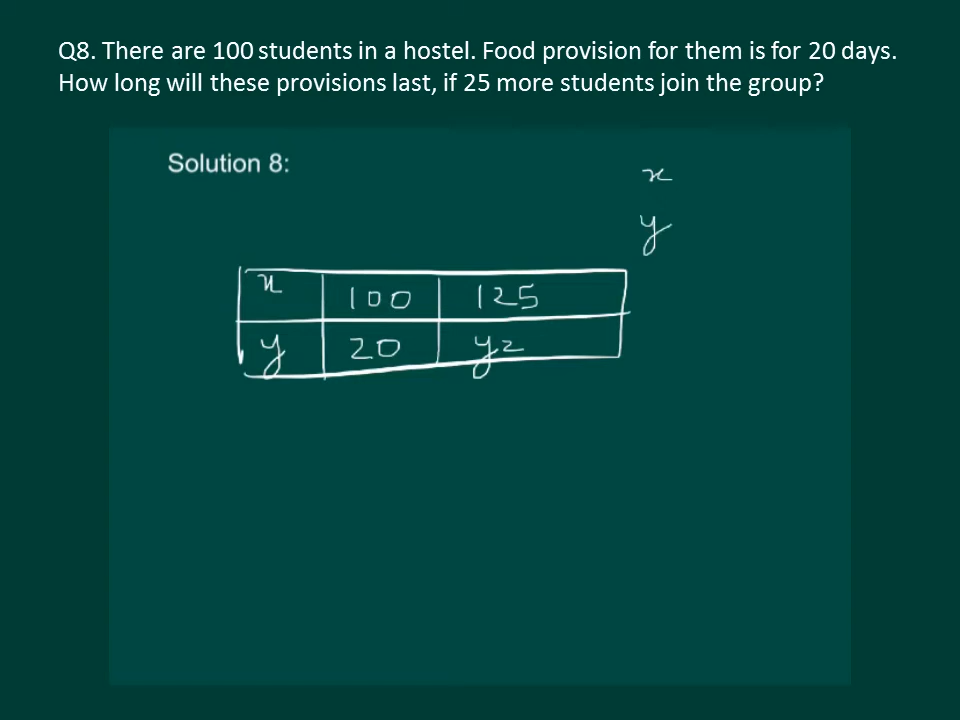 Q8. There are 100 students in a hostel. Food provision for them is for 20 days.
How long will these provisions last, if 25 more students join the group?
Solution 8:
x
y
x 100 125
y 20 y2